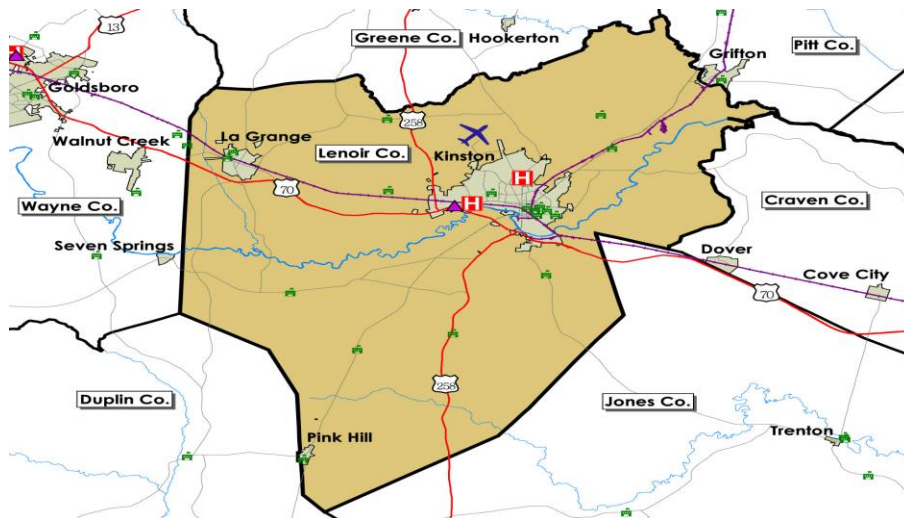 13
Greene Co.
Hookerton
Grifton
Pitt Co.
H
Goldsboro
258
Walnut Creek
La Grange
Lenoir Co.
Kinston
H
70
H
Wayne Co.
Craven Co.
Seven Springs
Dover
Cove City
70
258
Duplin Co.
Jones Co.
Pink Hill
Trenton